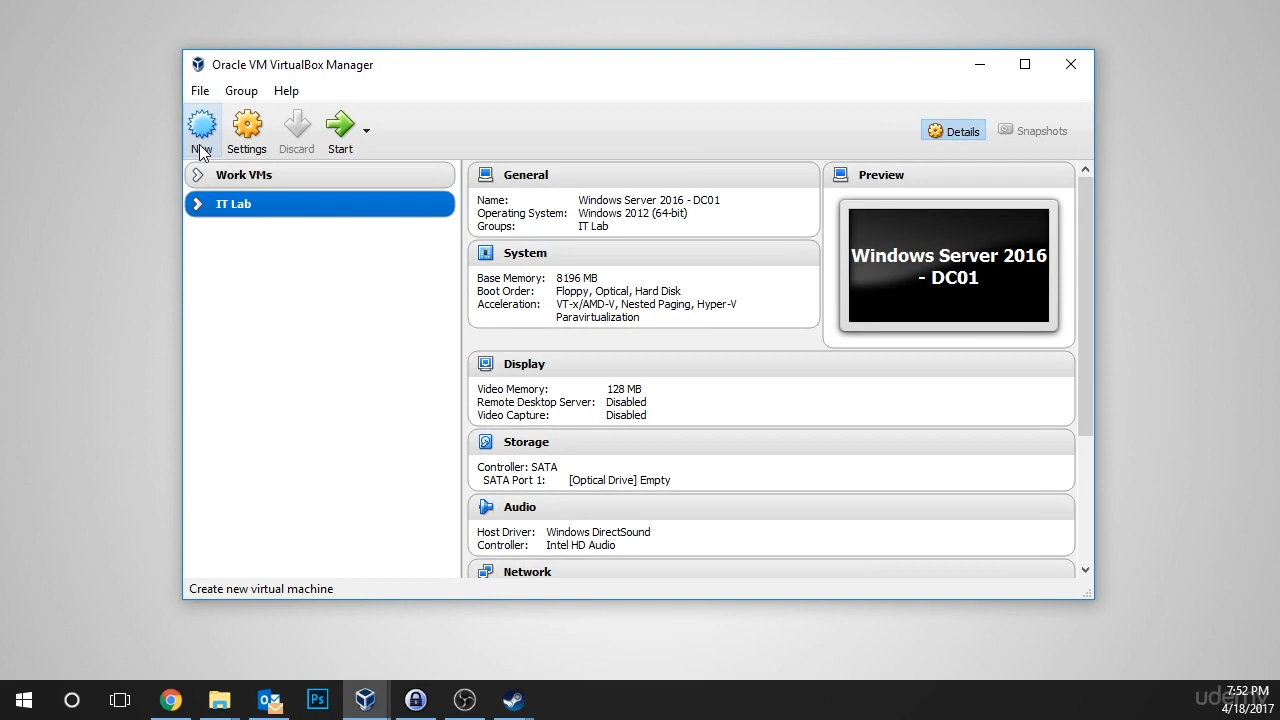 Oracle VM VirtualBox Manager
File Group Help
New Settings Discard Start Details Snapshots
Work VMs
IT Lab
General
Name: Windows Server 2016 - DC01
Operating System: Windows 2012 (64-bit)
Groups: IT Lab
System
Base Memory: 8196 MB
Boot Order: Floppy, Optical, Hard Disk
Acceleration: VT-x/AMD-V, Nested Paging, Hyper-V
Paravirtualization
Preview
Windows Server 2016
- DC01
Display
Video Memory: 128 MB
Remote Desktop Server: Disabled
Video Capture: Disabled
Storage
Controller: SATA
SATA Port 1: [Optical Drive] Empty
Audio
Host Driver: Windows DirectSound
Controller: Intel HD Audio
Network
Create new virtual machine
Ps
udemy
7:52 PM
4/18/2017